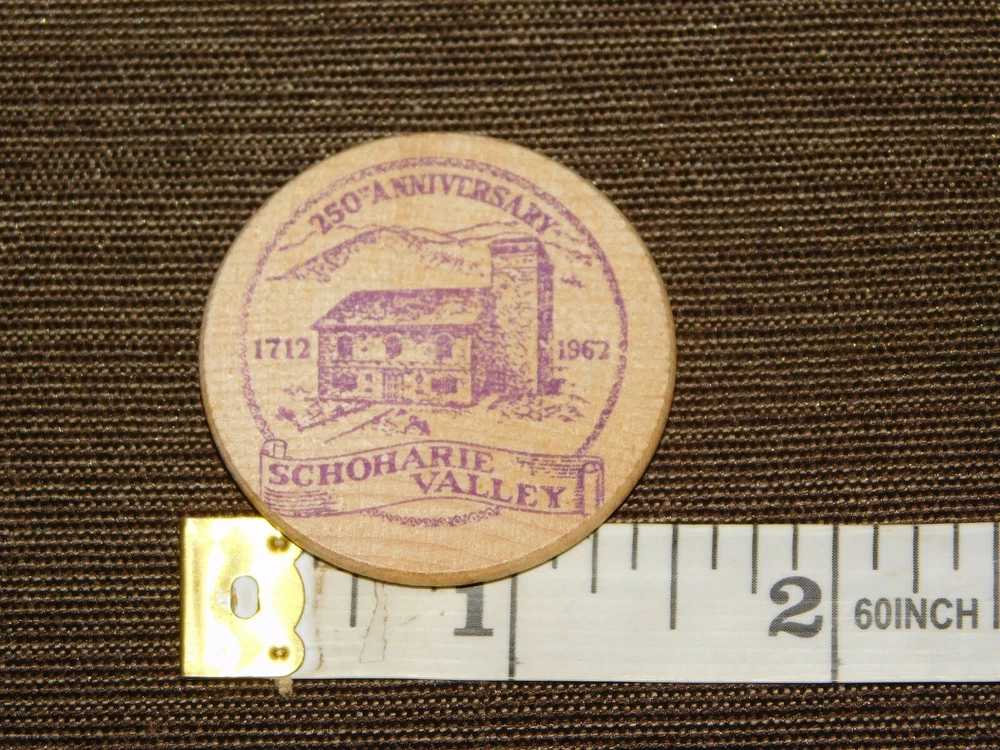 250TH ANNIVERSARY
1712 1962
SCHOHARIE
VALLEY
1 2 60INCH